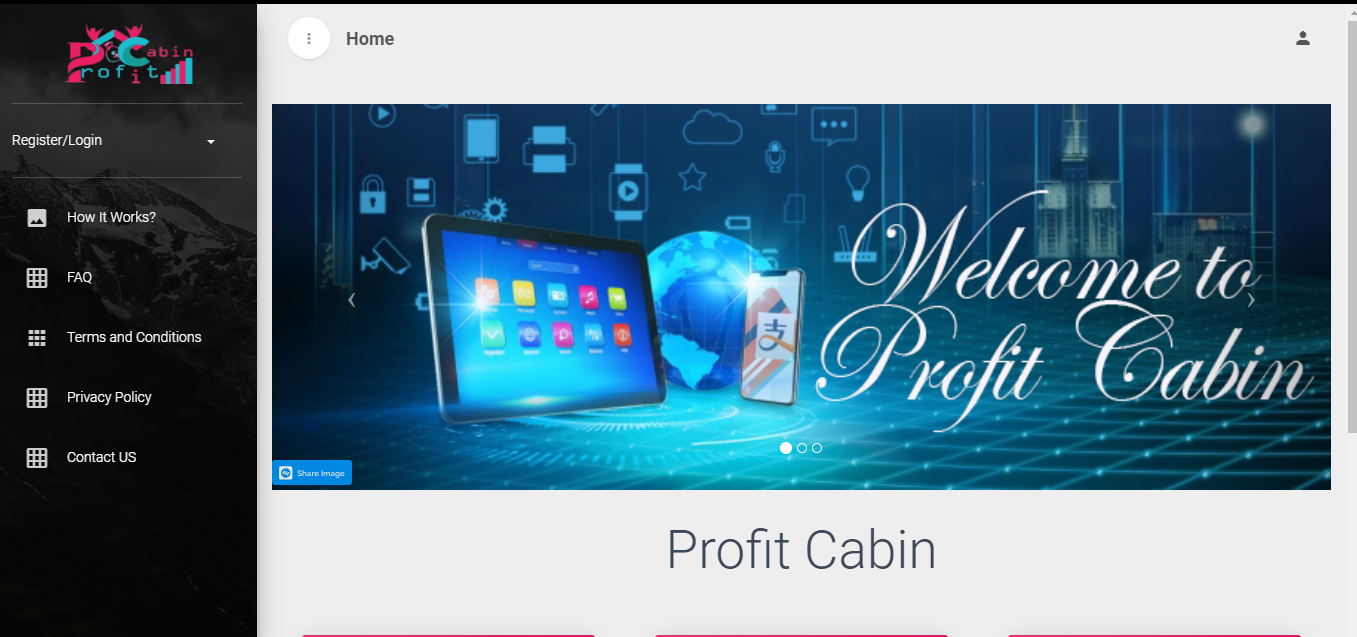 Profit Cabin
Home
Register/Login
How It Works?
FAQ
Terms and Conditions
Privacy Policy
Contact US
Welcome to
Profit Cabin
支
Share Image
Profit Cabin